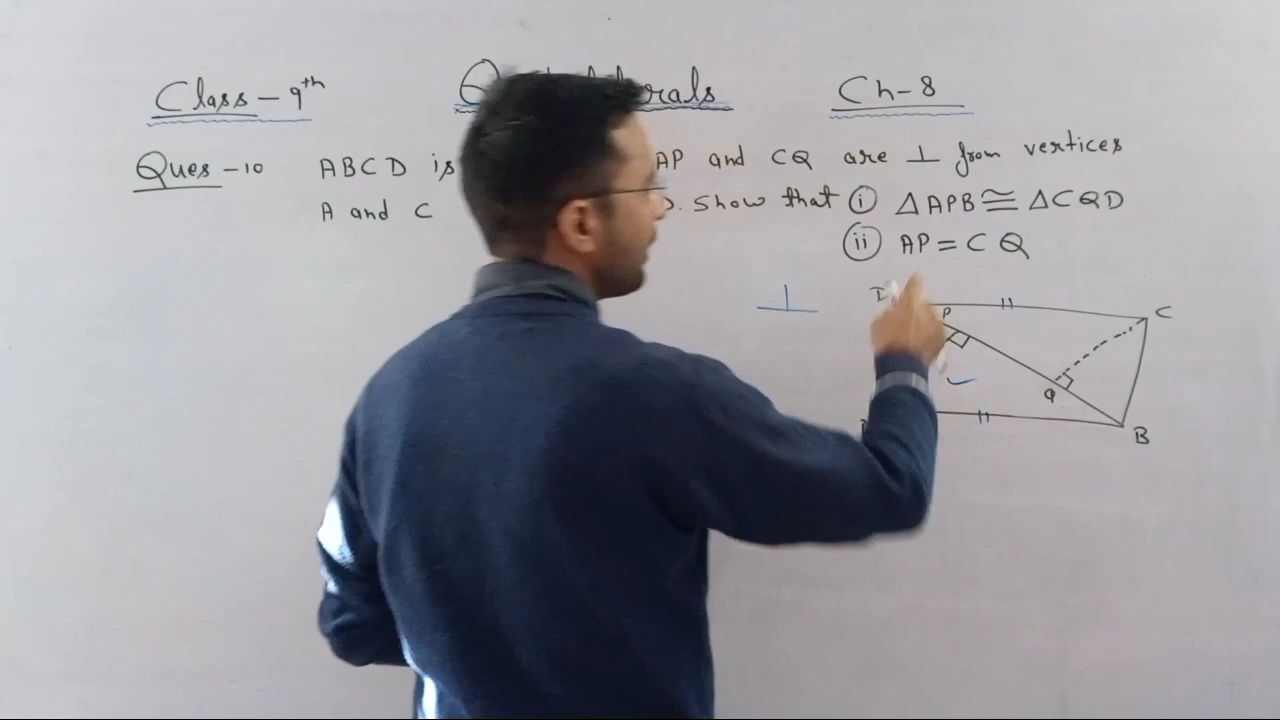 Class - 9th
Ch-8
Ques - 10 ABCD is AP and CQ are ⊥ from vertices
A and C Show that (i) △APB ≅ △CQD
(ii) AP = CQ
⊥
P
C
Q
B